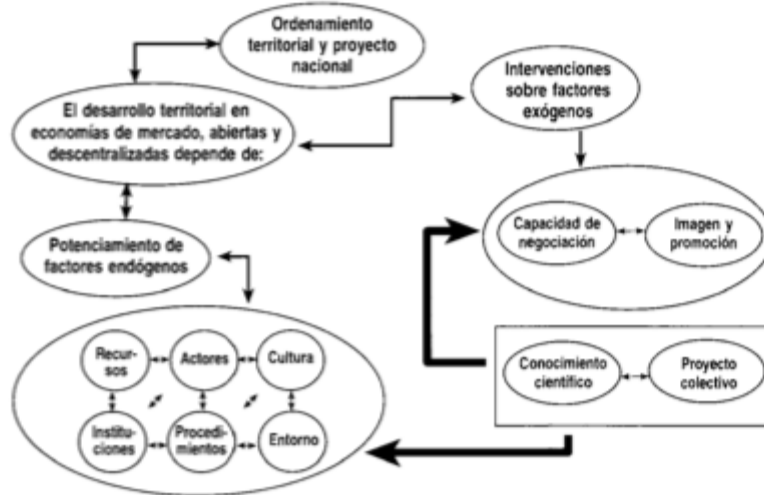 Ordenamiento
territorial y proyecto
nacional
Intervenciones
sobre factores
exógenos
El desarrollo territorial en
economías de mercado, abiertas y
descentralizadas depende de:
Capacidad de
negociación
Imagen y
promoción
Potenciamiento de
factores endógenos
Recur-
sos
Actores
Cultura
Conocimiento
científico
Proyecto
colectivo
Institu-
ciones
Procedi-
mientos
Entorno